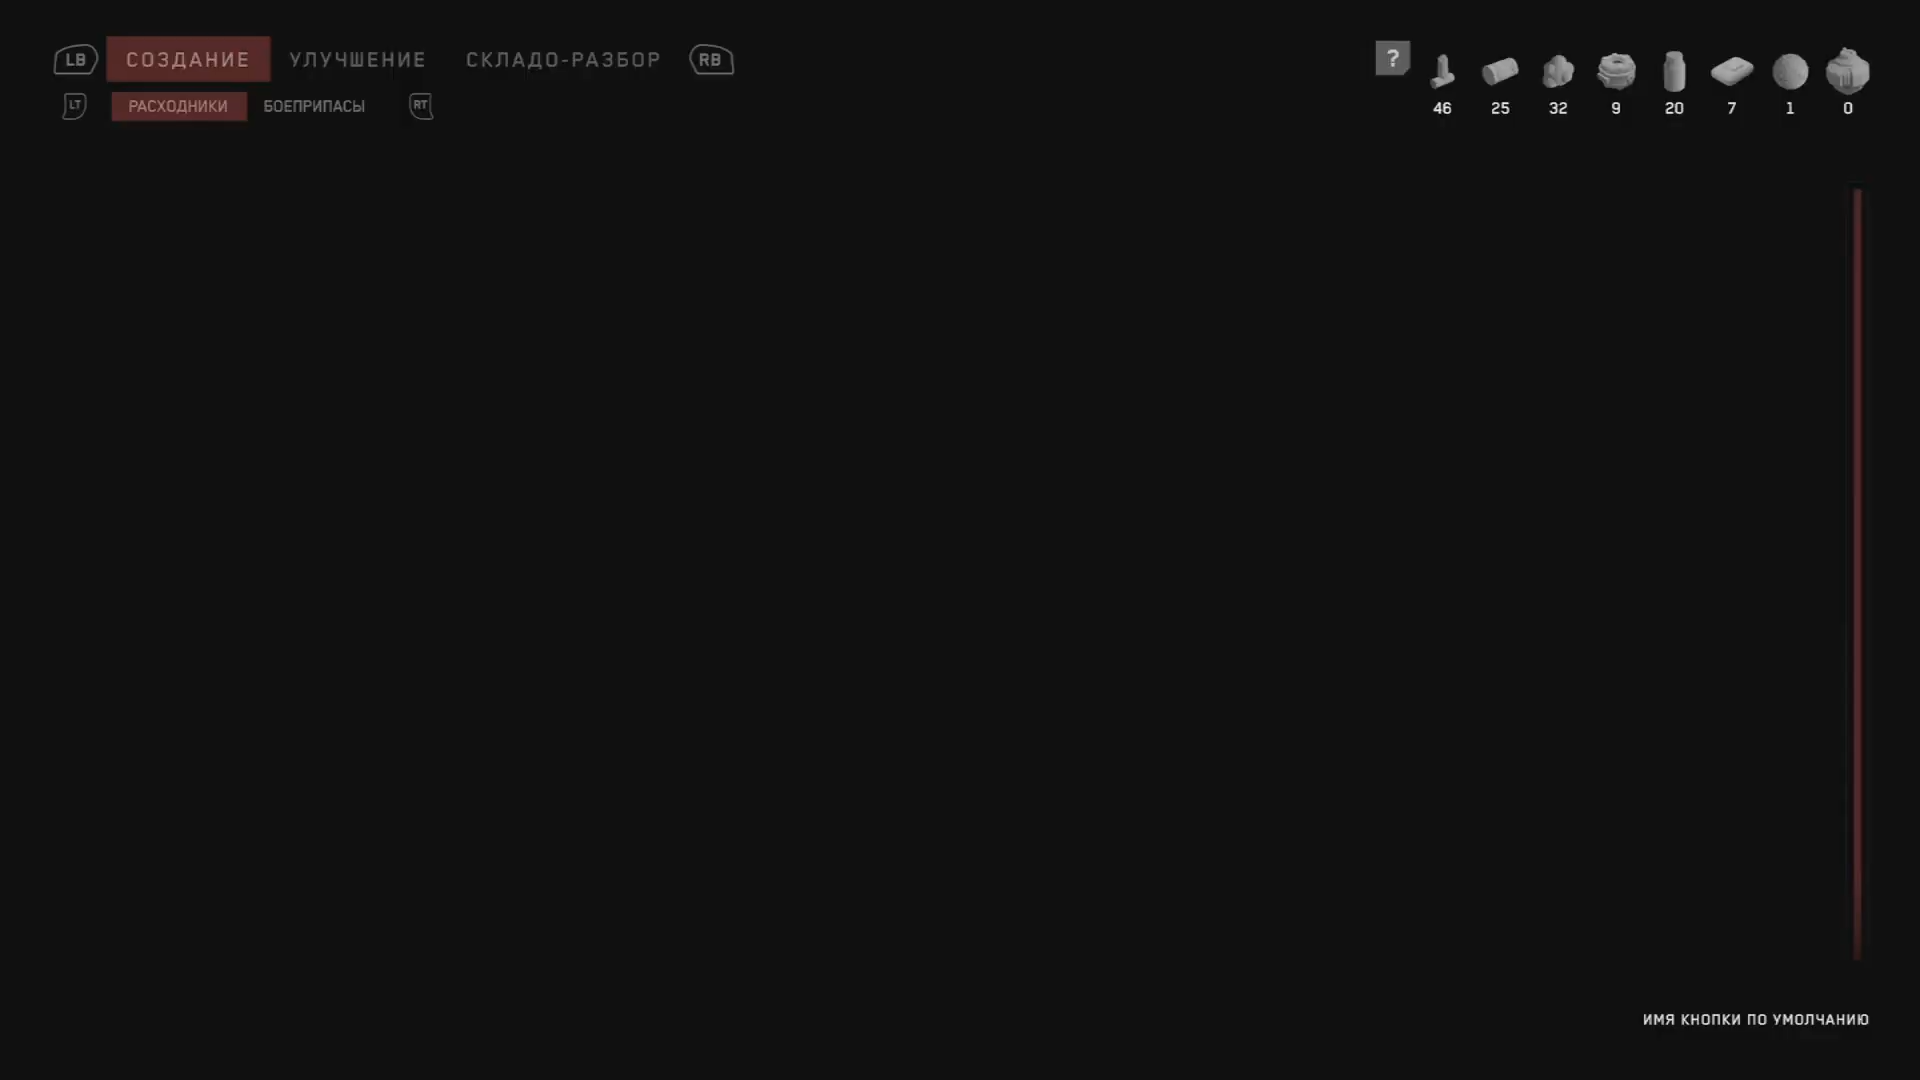 LB СОЗДАНИЕ УЛУЧШЕНИЕ СКЛАДО-РАЗБОР RB
LT РАСХОДНИКИ БОЕПРИПАСЫ RT
?
46 25 32 9 20 7 1 0
ИМЯ КНОПКИ ПО УМОЛЧАНИЮ